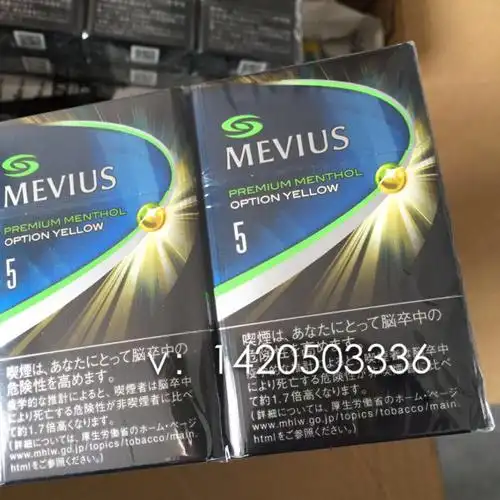 MEVIUS
PREMIUM MENTHOL
OPTION YELLOW
5
喫煙は、あなたにとって脳卒中の
危険性を高めます。
疫学的な推計によると、喫煙者は脳卒中
により死亡する危険性が非喫煙者に比べ
て約1.7倍高くなります。
(詳細については、厚生労働省のホーム・ページ
www.mhlw.go.jp/topics/tobacco/main.
htmlをご参照ください。)
MEVIUS
PREMIUM MENTHOL
OPTION YELLOW
5
喫煙は、あなたにとって脳卒中の
危険性を高めます。
により死亡する危険性が非喫煙者に比べ
て約1.7倍高くなります。
(詳細については、厚生労働省のホーム・ページ
www.mhlw.go.jp/topics/tobacco/main.
htmlをご参照ください。)
v: 1420503336